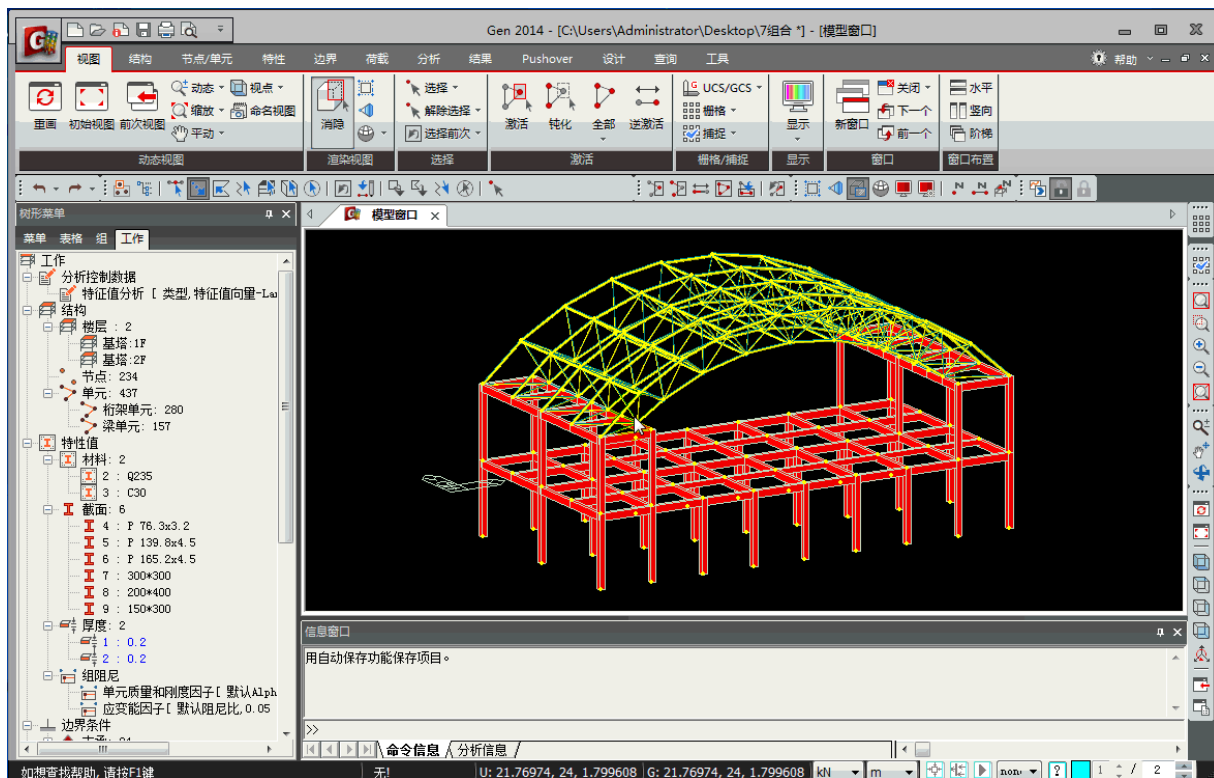 Gen 2014 - [C:\Users\Administrator\Desktop\7组合 *] - [模型窗口]
视图 结构 节点/单元 特性 边界 荷载 分析 结果 Pushover 设计 查询 工具 帮助
重画 初始视图 前次视图 动态 缩放 平动 视点 命名视图 消隐 选择 解除选择 选择前次 激活 钝化 全部 逆激活 UCS/GCS 栅格 捕捉 显示 新窗口 关闭 下一个 前一个 水平 竖向 阶梯
动态视图 渲染视图 选择 激活 栅格/捕捉 显示 窗口 窗口布置
树形菜单
菜单 表格 组 工作
模型窗口
工作
分析控制数据
特征值分析 [ 类型,特征值向量-La
结构
楼层 : 2
基塔:1F
基塔:2F
节点: 234
单元: 437
桁架单元: 280
梁单元: 157
特性值
材料: 2
2 : Q235
3 : C30
截面: 6
4 : P 76.3x3.2
5 : P 139.8x4.5
6 : P 165.2x4.5
7 : 300*300
8 : 200*400
9 : 150*300
厚度: 2
1 : 0.2
2 : 0.2
组阻尼
单元质量和刚度因子[ 默认Alph
应变能因子[ 默认阻尼比,0.05
边界条件
信息窗口
用自动保存功能保存项目。
>>
命令信息 分析信息
如想查找帮助,请按F1键 无! U: 21.76974, 24, 1.799608 G: 21.76974, 24, 1.799608 kN m non 1 / 2